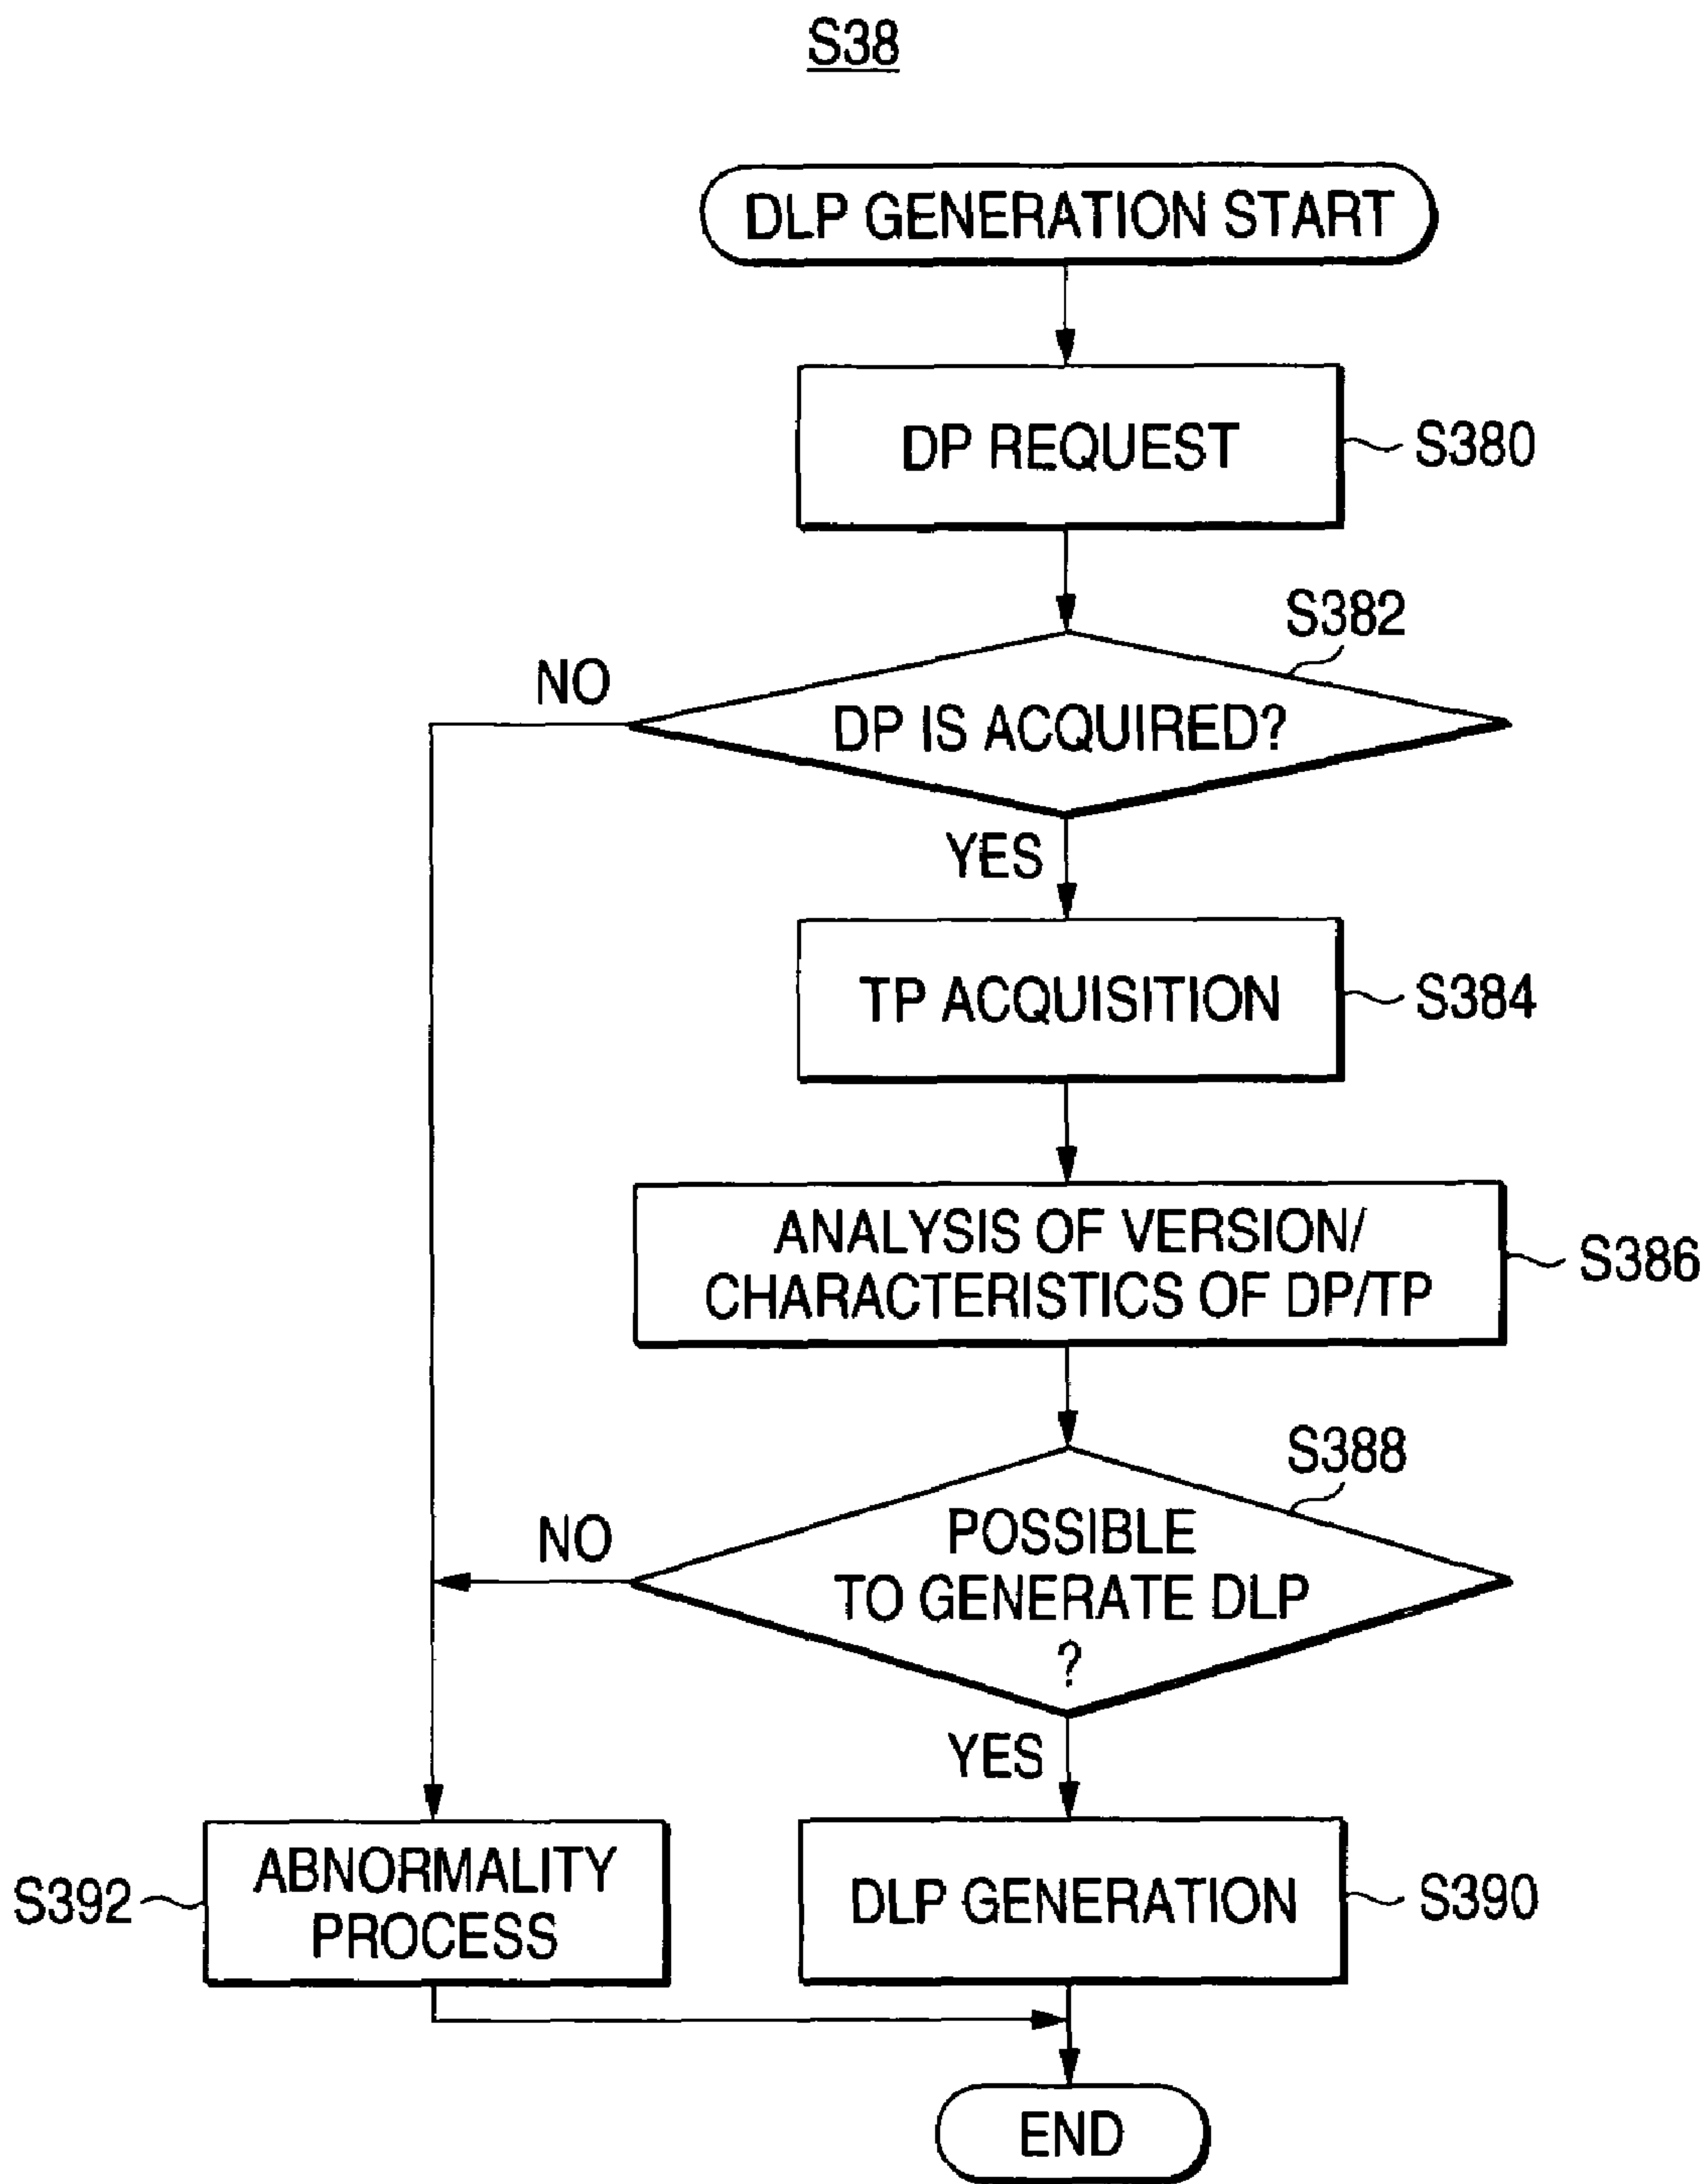 S38
DLP GENERATION START
DP REQUEST
S380
S382
NO
DP IS ACQUIRED?
YES
TP ACQUISITION
S384
ANALYSIS OF VERSION/
CHARACTERISTICS OF DP/TP
S386
S388
NO
POSSIBLE
TO GENERATE DLP
?
YES
S392
ABNORMALITY
PROCESS
DLP GENERATION
S390
END